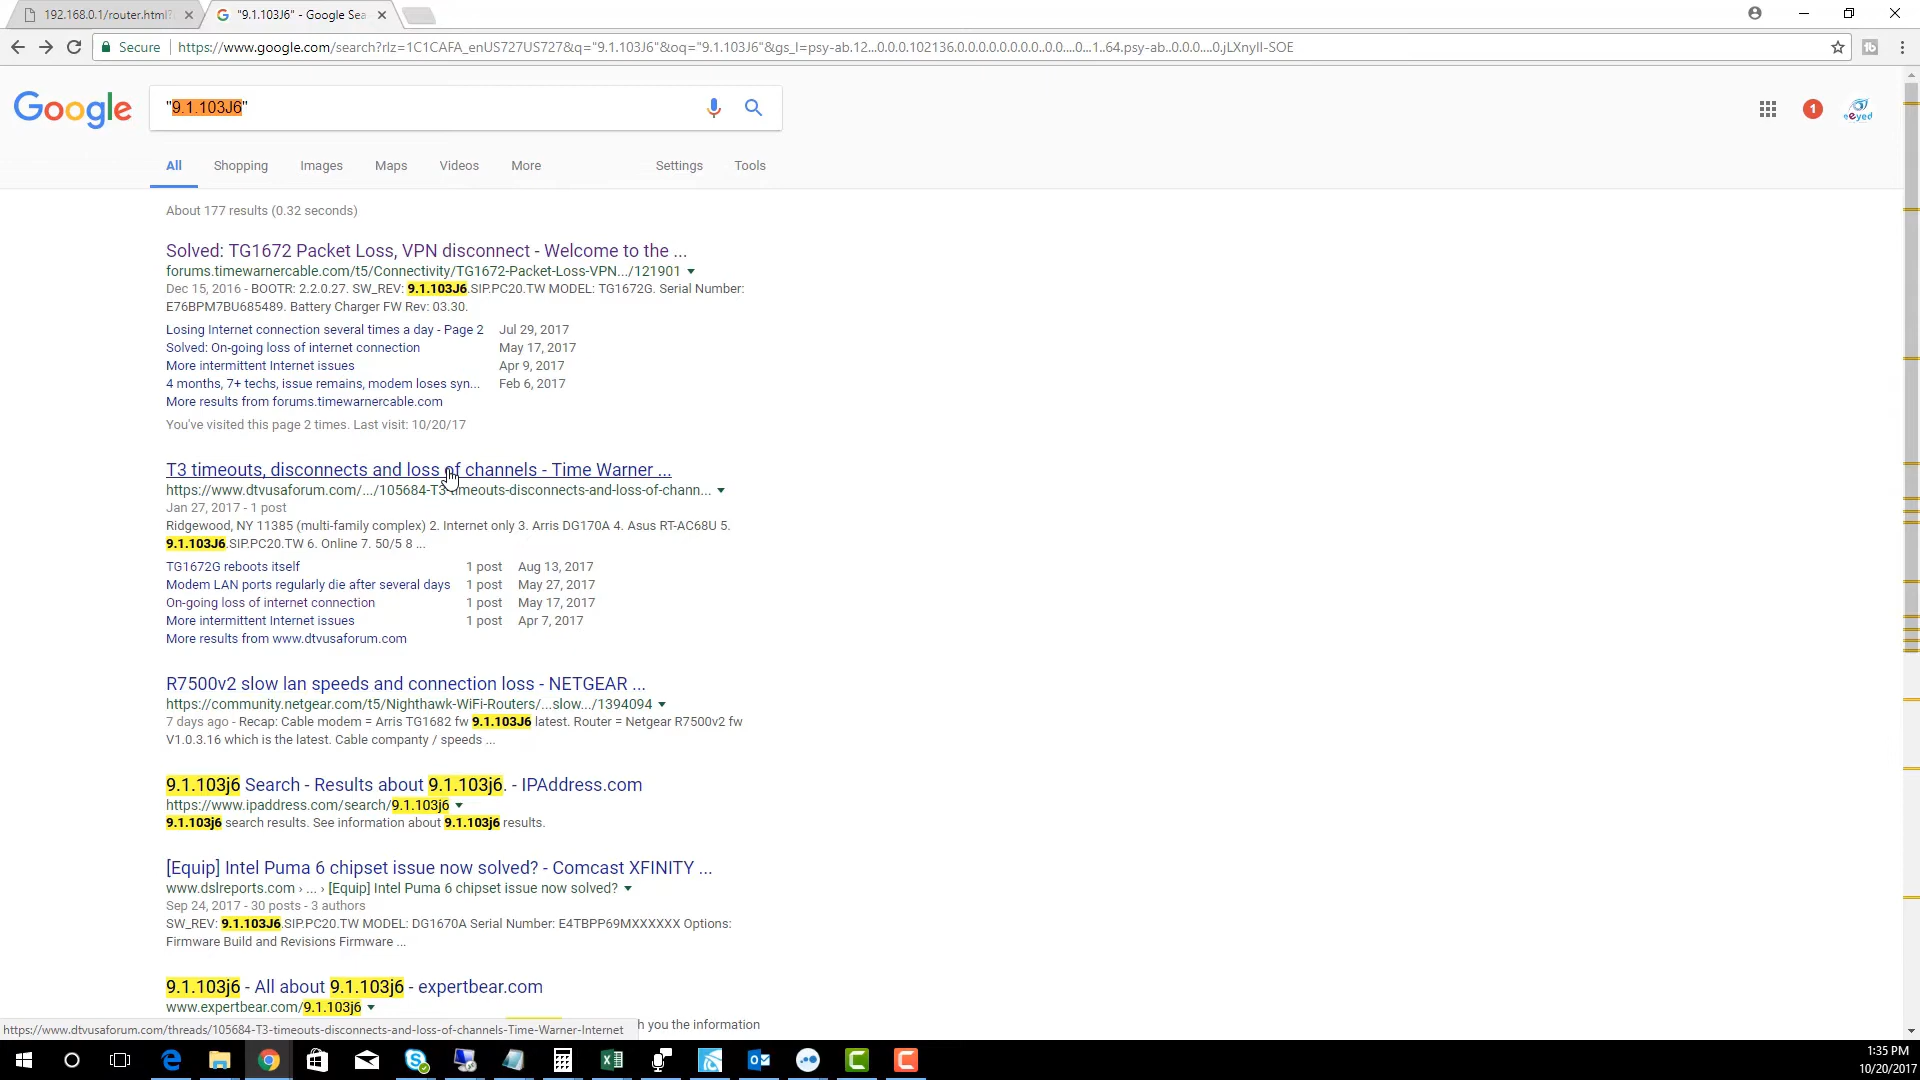 192.168.0.1/router.html?
"9.1.103J6" - Google Sea
Secure
https://www.google.com/search?rlz=1C1CAFA_enUS727US727&q="9.1.103J6"&oq="9.1.103J6"&gs_l=psy-ab.12...0.0.0.102136.0.0.0.0.0.0.0.0..0.0....0...1..64.psy-ab..0.0.0....0.jLXnyII-SOE
Google
"9.1.103J6"
1
eyed
All
Shopping
Images
Maps
Videos
More
Settings
Tools
About 177 results (0.32 seconds)
Solved: TG1672 Packet Loss, VPN disconnect - Welcome to the ...
forums.timewarnercable.com/t5/Connectivity/TG1672-Packet-Loss-VPN.../121901
Dec 15, 2016 - BOOTR: 2.2.0.27. SW_REV: 9.1.103J6.SIP.PC20.TW MODEL: TG1672G. Serial Number:
E76BPM7BU685489. Battery Charger FW Rev: 03.30.
Losing Internet connection several times a day - Page 2 Jul 29, 2017
Solved: On-going loss of internet connection May 17, 2017
More intermittent Internet issues Apr 9, 2017
4 months, 7+ techs, issue remains, modem loses syn... Feb 6, 2017
More results from forums.timewarnercable.com
You've visited this page 2 times. Last visit: 10/20/17
T3 timeouts, disconnects and loss of channels - Time Warner ...
https://www.dtvusaforum.com/.../105684-T3-timeouts-disconnects-and-loss-of-chann...
Jan 27, 2017 - 1 post
Ridgewood, NY 11385 (multi-family complex) 2. Internet only 3. Arris DG170A 4. Asus RT-AC68U 5.
9.1.103J6.SIP.PC20.TW 6. Online 7. 50/5 8 ...
TG1672G reboots itself 1 post Aug 13, 2017
Modem LAN ports regularly die after several days 1 post May 27, 2017
On-going loss of internet connection 1 post May 17, 2017
More intermittent Internet issues 1 post Apr 7, 2017
More results from www.dtvusaforum.com
R7500v2 slow lan speeds and connection loss - NETGEAR ...
https://community.netgear.com/t5/Nighthawk-WiFi-Routers/...slow.../1394094
7 days ago - Recap: Cable modem = Arris TG1682 fw 9.1.103J6 latest. Router = Netgear R7500v2 fw
V1.0.3.16 which is the latest. Cable companty / speeds ...
9.1.103j6 Search - Results about 9.1.103j6. - IPAddress.com
https://www.ipaddress.com/search/9.1.103j6
9.1.103j6 search results. See information about 9.1.103j6 results.
[Equip] Intel Puma 6 chipset issue now solved? - Comcast XFINITY ...
www.dslreports.com › ... › [Equip] Intel Puma 6 chipset issue now solved?
Sep 24, 2017 - 30 posts - 3 authors
SW_REV: 9.1.103J6.SIP.PC20.TW MODEL: DG1670A Serial Number: E4TBPP69MXXXXXX Options:
Firmware Build and Revisions Firmware ...
9.1.103j6 - All about 9.1.103j6 - expertbear.com
www.expertbear.com/9.1.103j6
h you the information
https://www.dtvusaforum.com/threads/105684-T3-timeouts-disconnects-and-loss-of-channels-Time-Warner-Internet
1:35 PM
10/20/2017